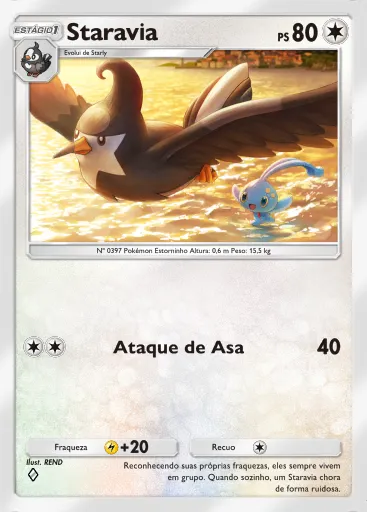 ESTÁGIO 1
Staravia
PS 80
Evolui de Starly
Nº 0397 Pokémon Estorninho Altura: 0,6 m Peso: 15,5 kg
Ataque de Asa 40
Fraqueza +20 Recuo
Ilust. REND
Reconhecendo suas próprias fraquezas, eles sempre vivem
em grupo. Quando sozinho, um Staravia chora
de forma ruidosa.